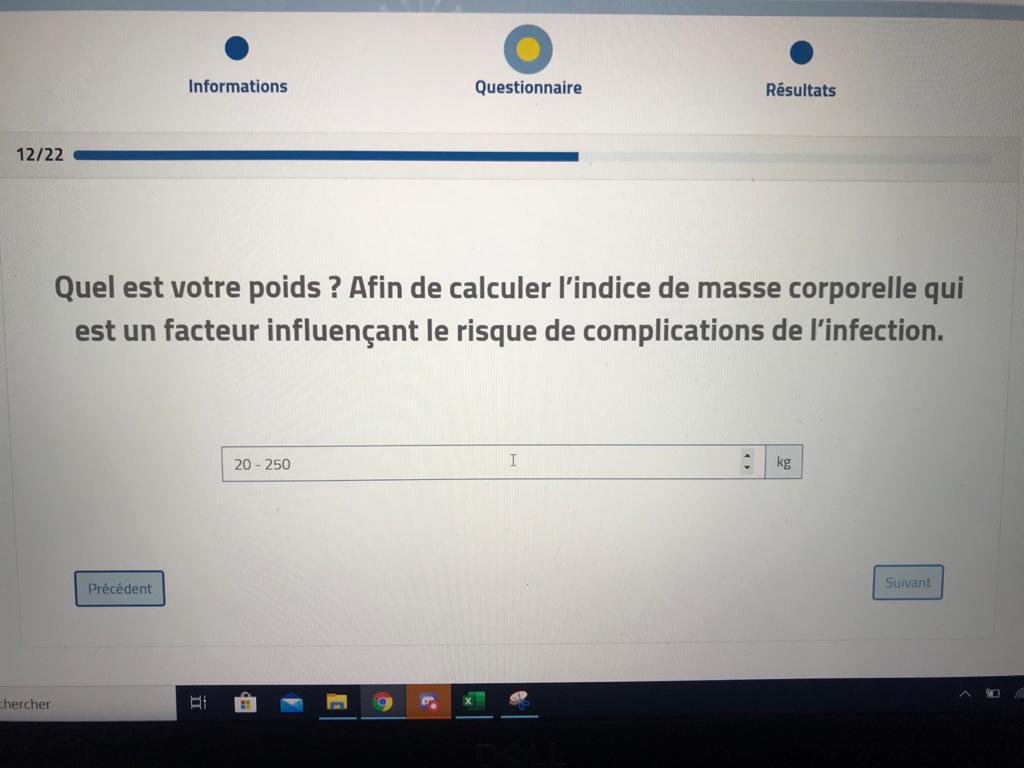 Informations
Questionnaire
Résultats
12/22
Quel est votre poids ? Afin de calculer l'indice de masse corporelle qui
est un facteur influençant le risque de complications de l'infection.
20 - 250
kg
Précédent
Suivant
chercher
DELL